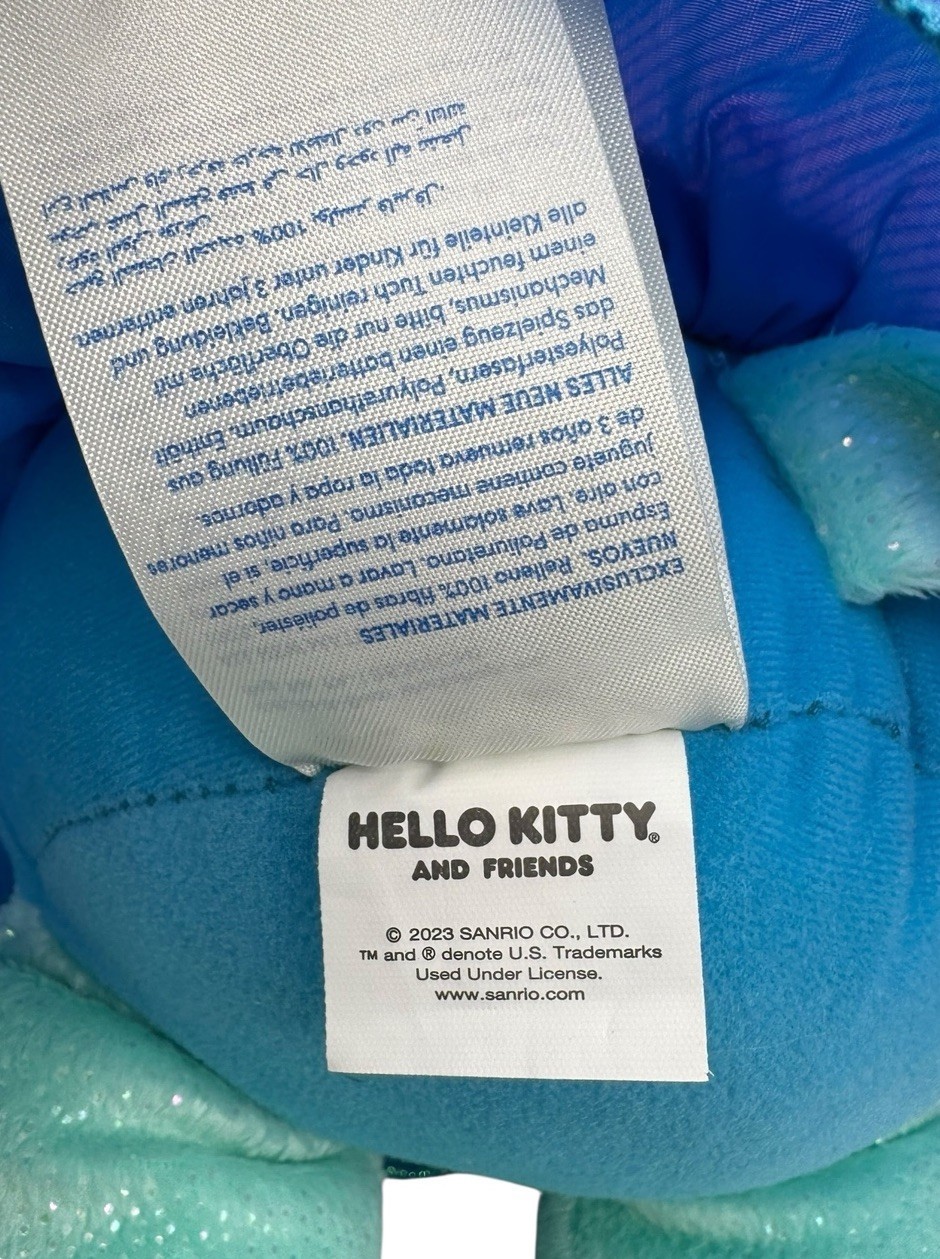 EXCLUSIVAMENTE MATERIALES
NUEVOS. Relleno 100% fibras de poliéster,
Espuma de Poliuretano. Lavar a mano y secar
con aire. Lave solamente la superficie, si el
juguete contiene mecanismo. Para niños menores
de 3 años remueva toda la ropa y adornos.
ALLES NEUE MATERIALIEN. 100% Füllung aus
Polyesterfasern, Polyurethanschaum. Enthält
das Spielzeug einen batteriebetriebenen
Mechanismus, bitte nur die Oberfläche mit
einem feuchten Tuch reinigen. Bekleidung und
alle Kleinteile für Kinder unter 3 Jahren entfernen.
100% بوليستر فايبر فل.
HELLO KITTY®
AND FRIENDS
© 2023 SANRIO CO., LTD.
™ and ® denote U.S. Trademarks
Used Under License.
www.sanrio.com